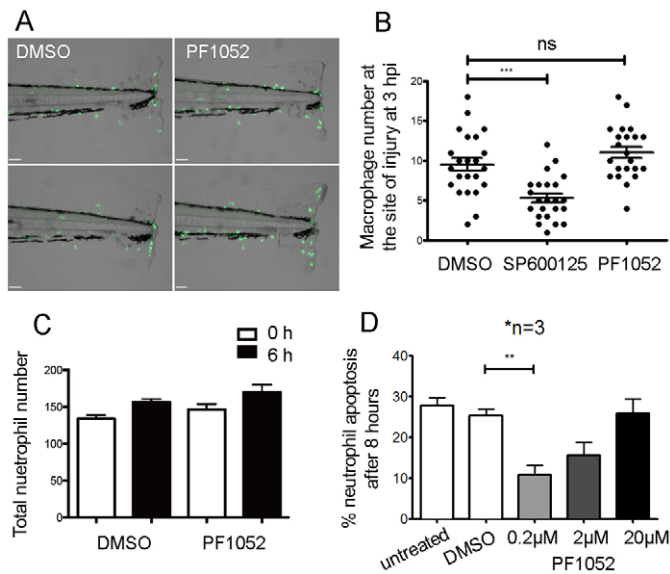 A
DMSO
PF1052
B
ns
***
Macrophage number at
the site of injury at 3 hpi
20
15
10
5
0
DMSO
SP600125
PF1052
C
0 h
6 h
Total nuetrophil number
200
150
100
50
0
DMSO
PF1052
D
*n=3
**
% neutrophil apoptosis
after 8 hours
40
30
20
10
0
untreated
DMSO
0.2µM
2µM
20µM
PF1052